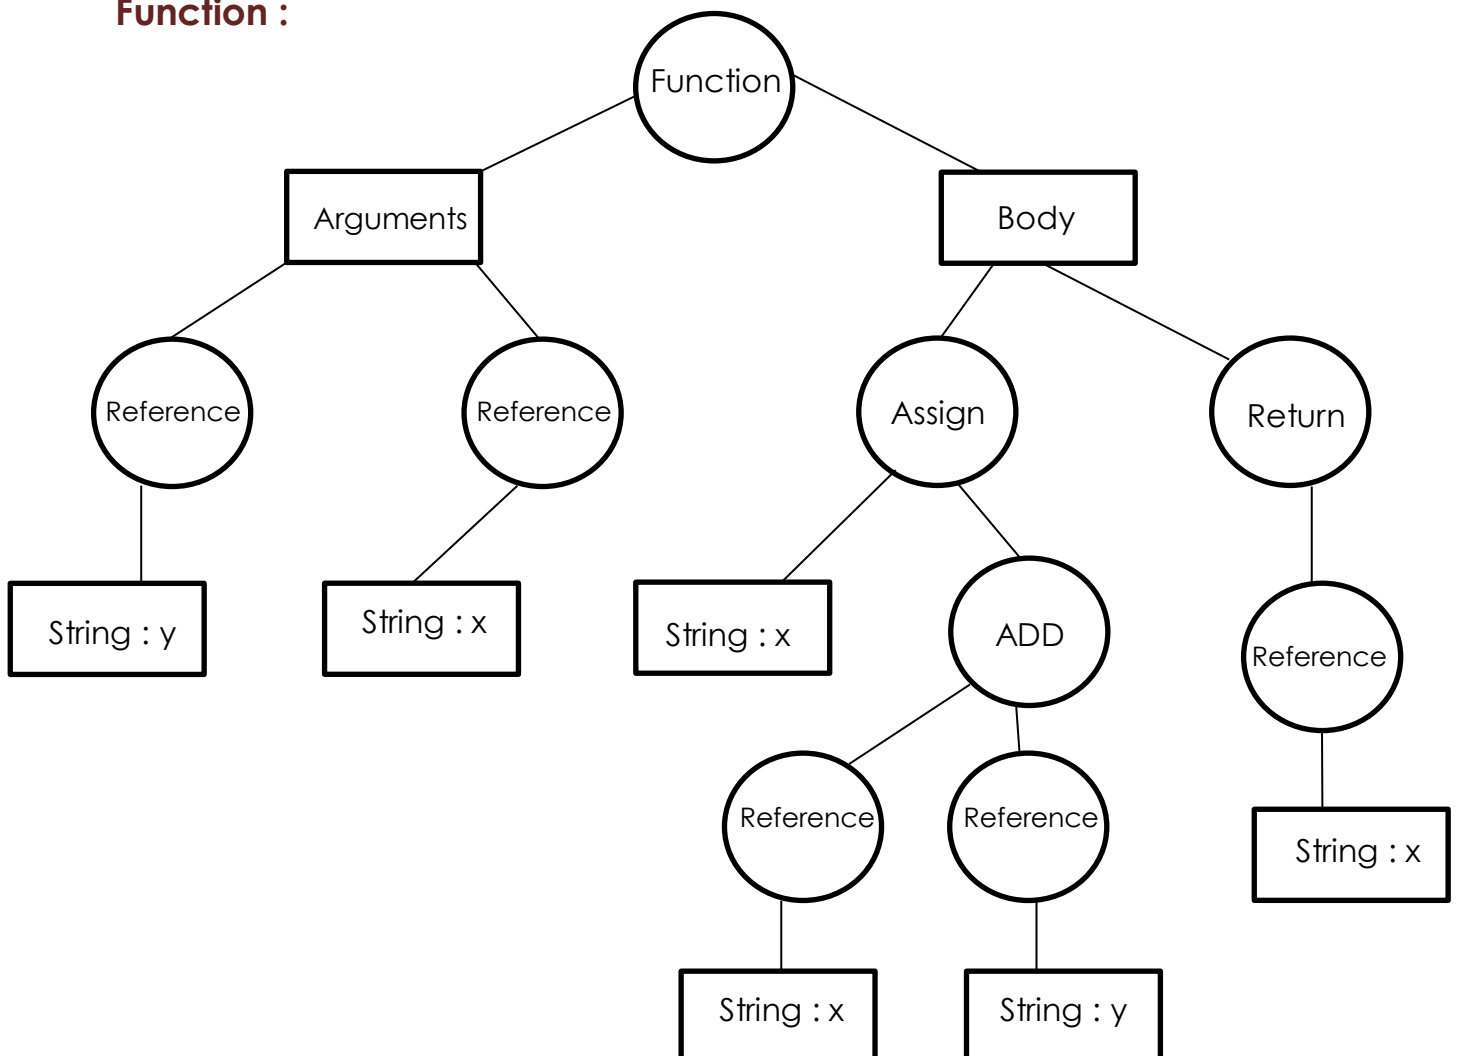 Function :
Function
Arguments
Body
Reference
Reference
Assign
Return
String : y
String : x
String : x
ADD
Reference
Reference
Reference
String : x
String : x
String : y